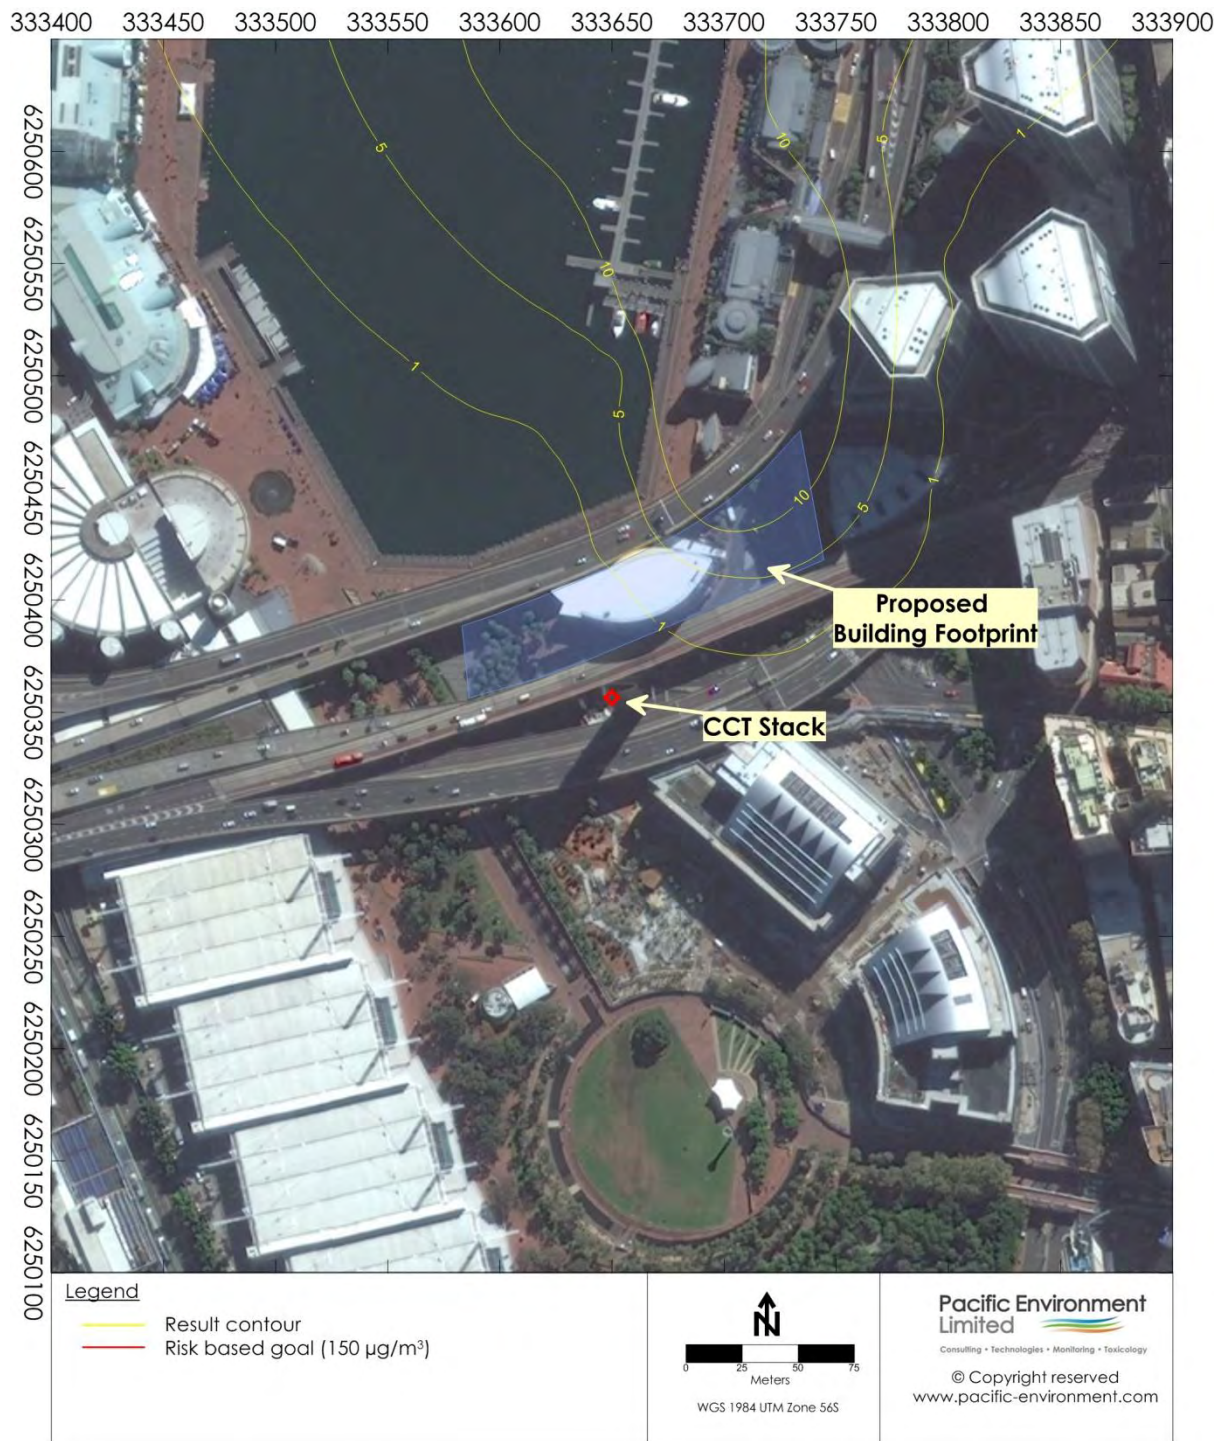 333400 333450 333500 333550 333600 333650 333700 333750 333800 333850 333900
6250600
6250550
6250500
6250450
6250400
6250350
6250300
6250250
6250200
6250150
6250100
10
5
1
5
10
1
5
10
5
1
1
Proposed
Building Footprint
CCT Stack
Legend
Result contour
Risk based goal (150 µg/m³)
N
0 25 50 75
Meters
WGS 1984 UTM Zone 56S
Pacific Environment
Limited
Consulting • Technologies • Monitoring • Toxicology
© Copyright reserved
www.pacific-environment.com